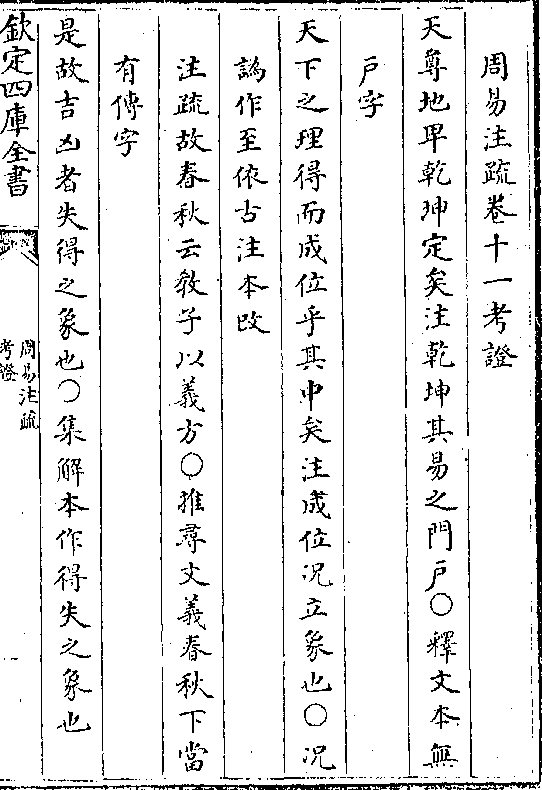 周易注疏卷十一考證
天尊地卑乾坤定矣注乾坤其易之門戶○釋文本無
戶字
天下之理得而成位乎其中矣注成位况立象也○况
譌作至依古注本改
注疏故春秋云教子以義方○推尋文義春秋下當
有傳字
是故吉凶者失得之象也○集解本作得失之象也
欽定四庫全書
周易注疏
考證